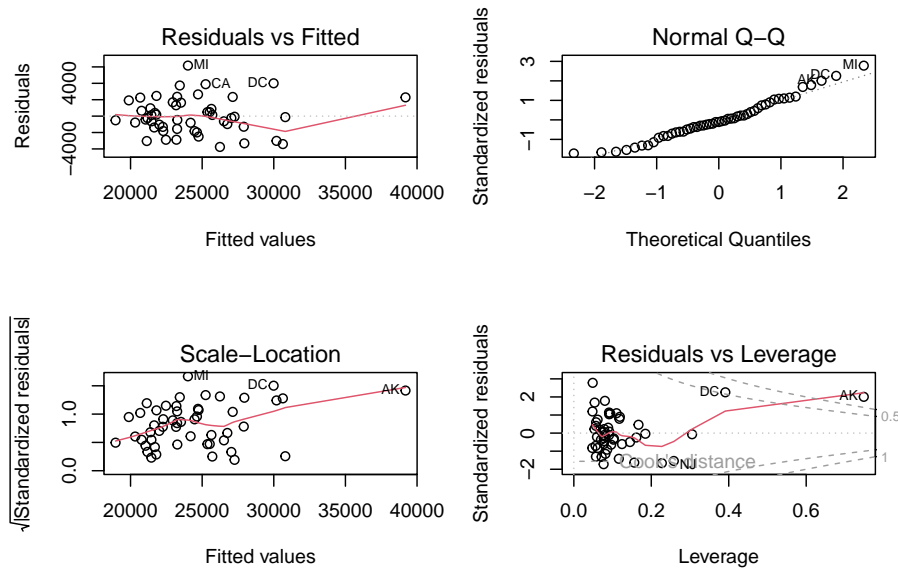 Residuals vs Fitted
Residuals
−4000
4000
MI
CA
DC
20000
25000
30000
35000
40000
Fitted values
Normal Q−Q
Standardized residuals
−1
1
3
AK
DC
MI
−2
−1
0
1
2
Theoretical Quantiles
Scale−Location
√|Standardized residuals|
0.0
1.0
MI
DC
AK
20000
25000
30000
35000
40000
Fitted values
Residuals vs Leverage
Standardized residuals
−2
0
2
DC
AK
NJ
Cook's distance
0.5
1
0.0
0.2
0.4
0.6
Leverage